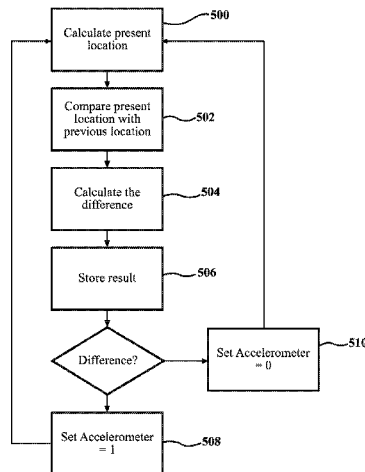 Calculate present
location
500
Compare present
location with
previous location
502
Calculate the
difference
504
Store result
506
Difference?
Set Accelerometer
= 0
510
Set Accelerometer
= 1
508